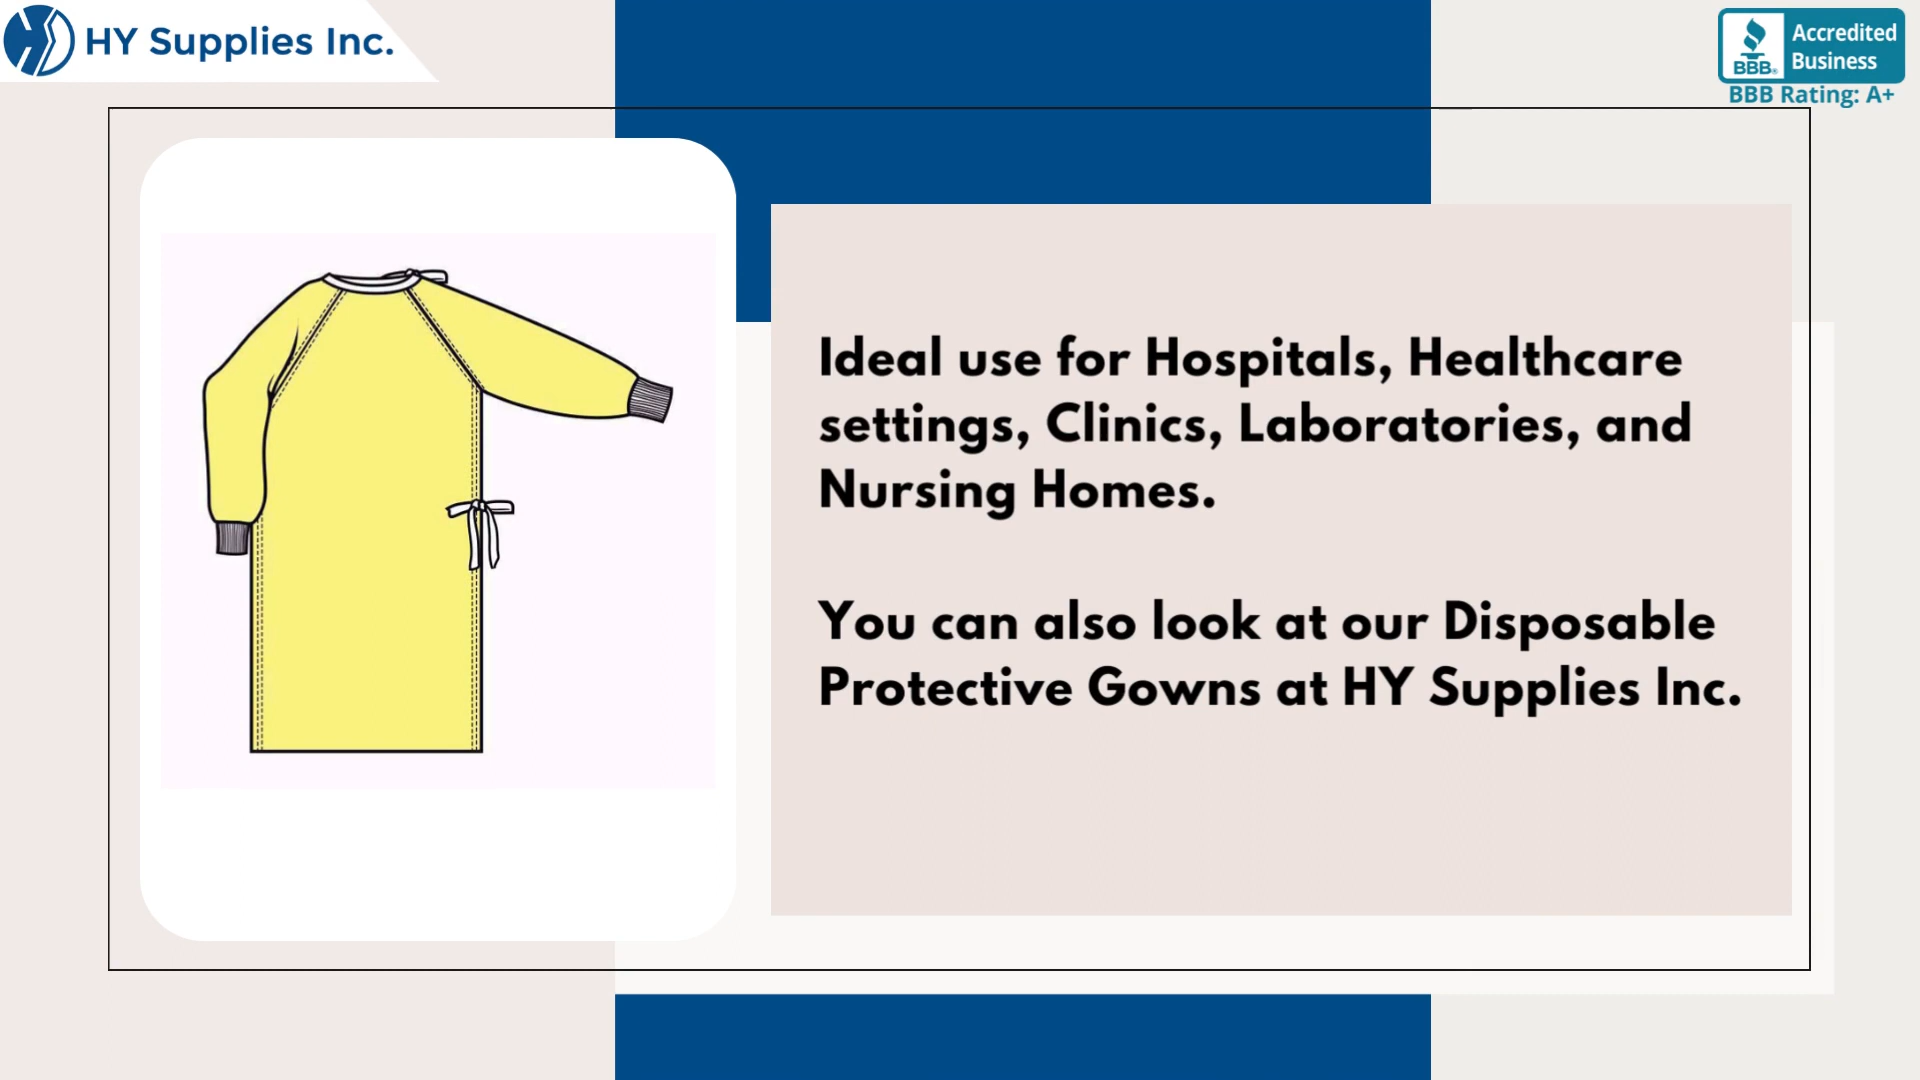 HY Supplies Inc.
Accredited
Business
BBB®
BBB Rating: A+
Ideal use for Hospitals, Healthcare
settings, Clinics, Laboratories, and
Nursing Homes.
You can also look at our Disposable
Protective Gowns at HY Supplies Inc.